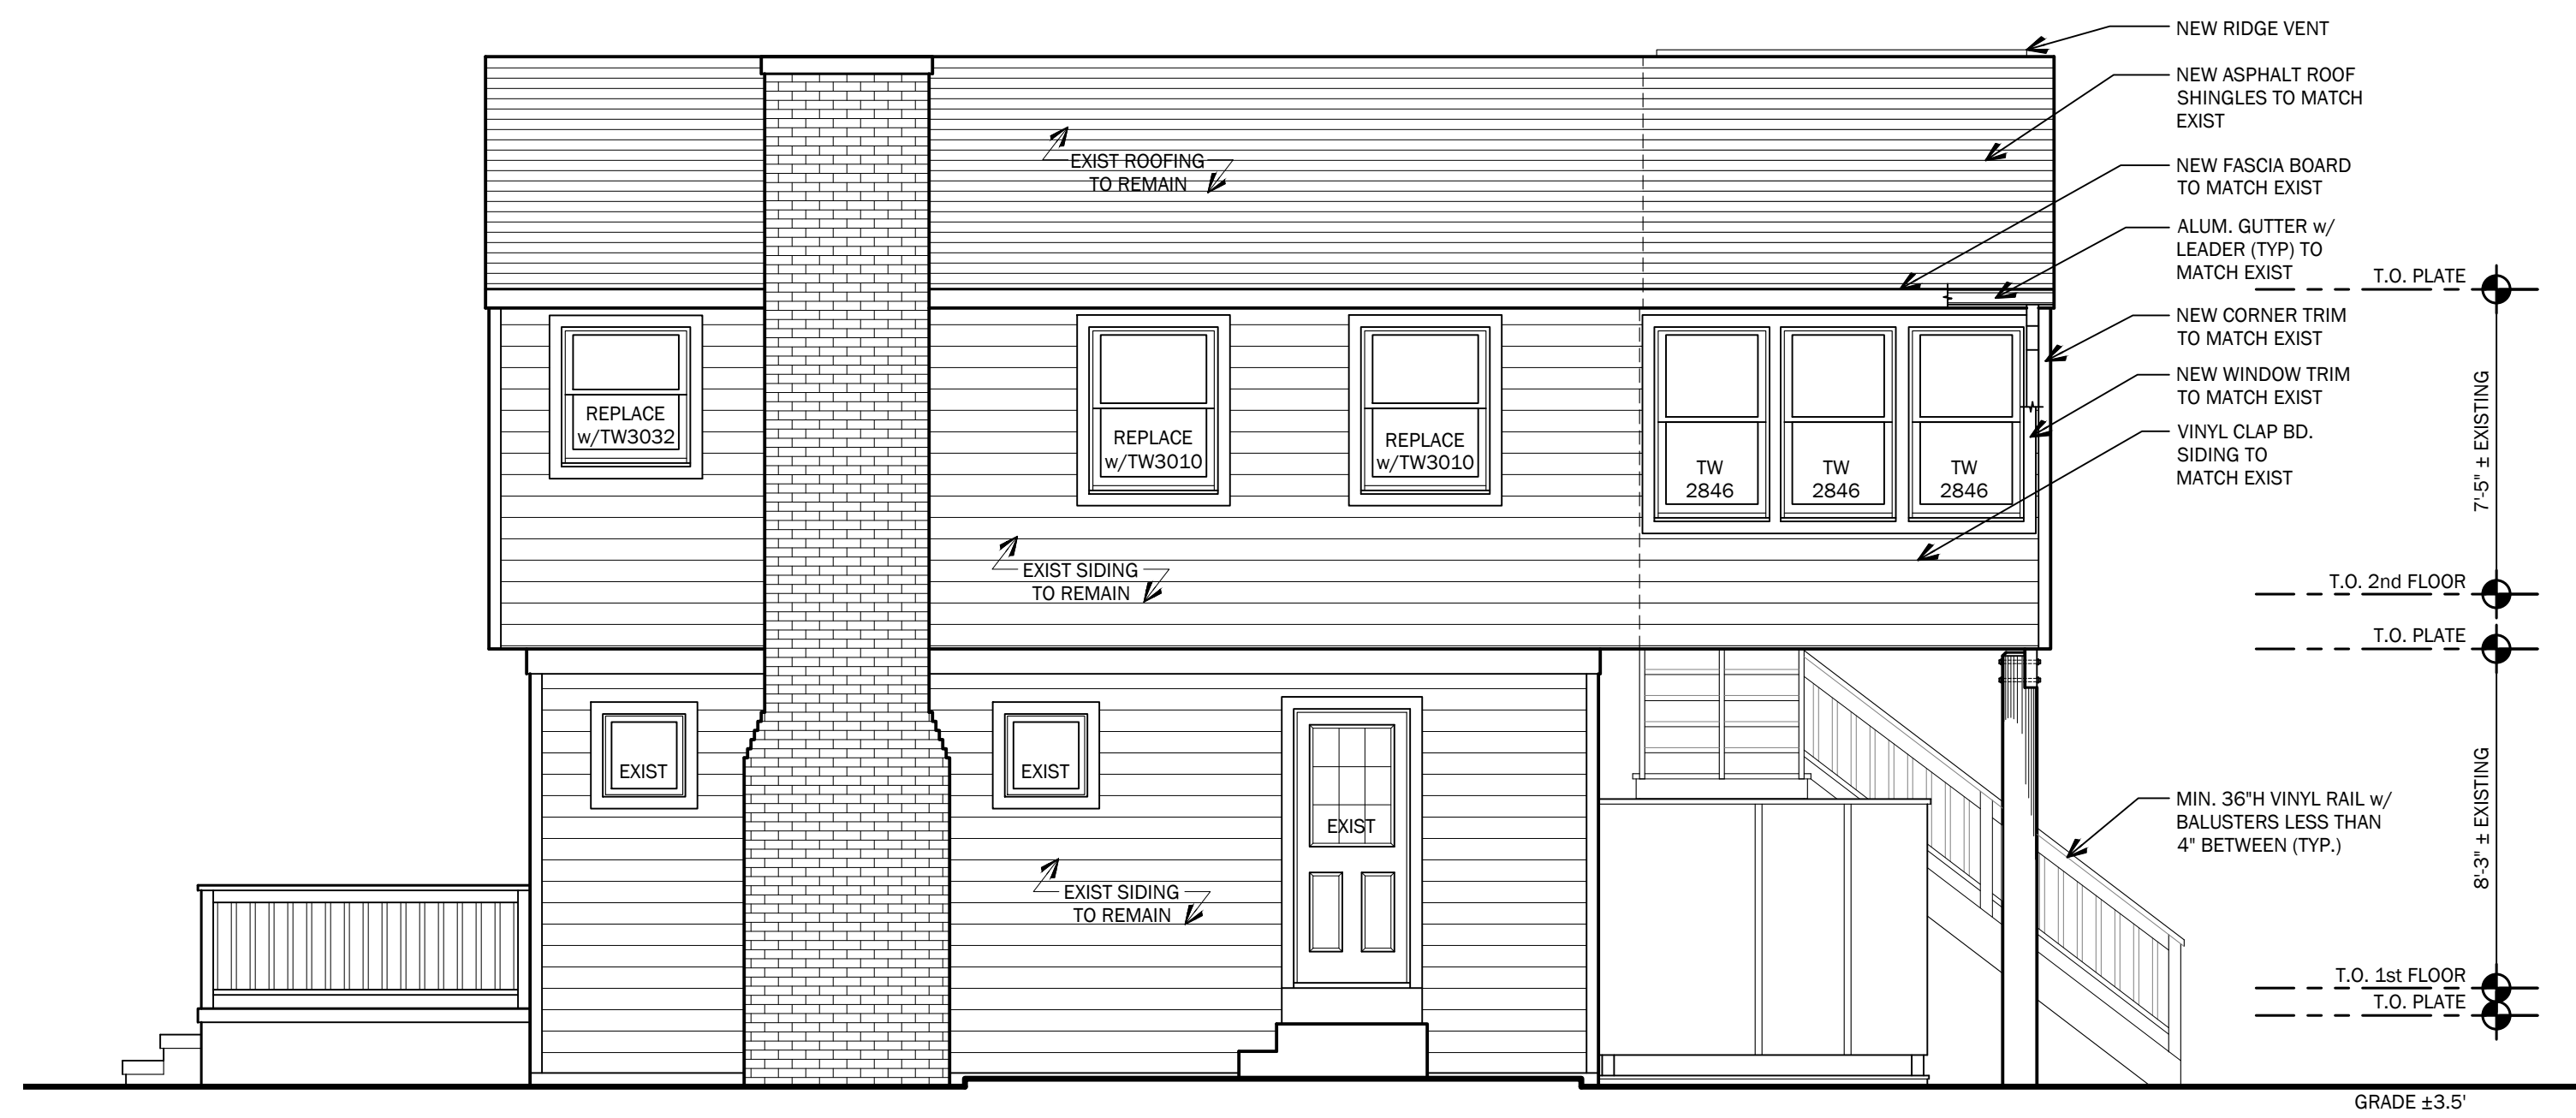 NEW RIDGE VENT
NEW ASPHALT ROOF
SHINGLES TO MATCH
EXIST
EXIST ROOFING
TO REMAIN
NEW FASCIA BOARD
TO MATCH EXIST
ALUM. GUTTER w/
LEADER (TYP) TO
MATCH EXIST
T.O. PLATE
NEW CORNER TRIM
TO MATCH EXIST
NEW WINDOW TRIM
TO MATCH EXIST
VINYL CLAP BD.
SIDING TO
MATCH EXIST
7'-5" ± EXISTING
REPLACE
w/TW3032
REPLACE
w/TW3010
REPLACE
w/TW3010
TW
2846
TW
2846
TW
2846
EXIST SIDING
TO REMAIN
T.O. 2nd FLOOR
T.O. PLATE
EXIST
EXIST
EXIST
MIN. 36"H VINYL RAIL w/
BALUSTERS LESS THAN
4" BETWEEN (TYP.)
8'-3" ± EXISTING
EXIST SIDING
TO REMAIN
T.O. 1st FLOOR
T.O. PLATE
GRADE ±3.5'